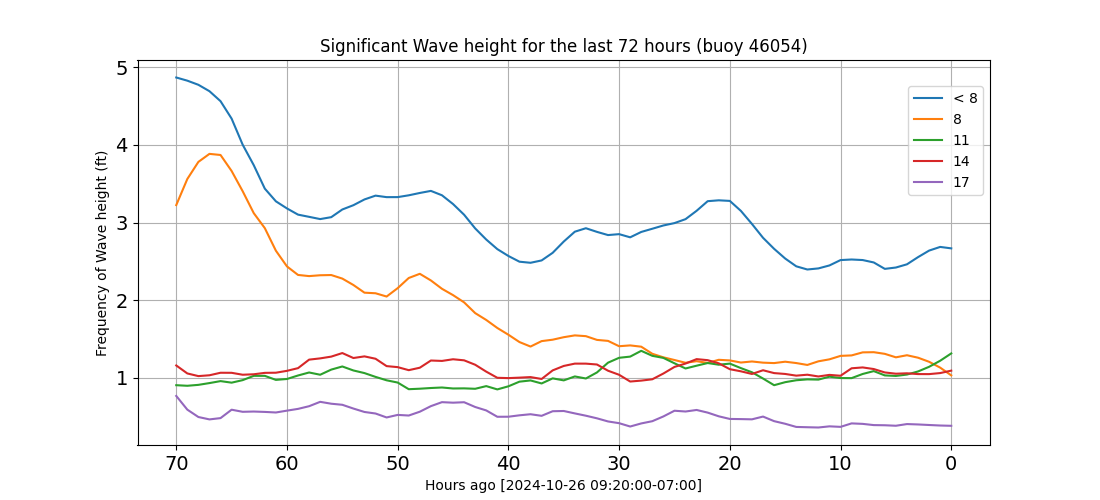 Significant Wave height for the last 72 hours (buoy 46054)
Frequency of Wave height (ft)
5
4
3
2
1
< 8
8
11
14
17
70 60 50 40 30 20 10 0
Hours ago [2024-10-26 09:20:00-07:00]